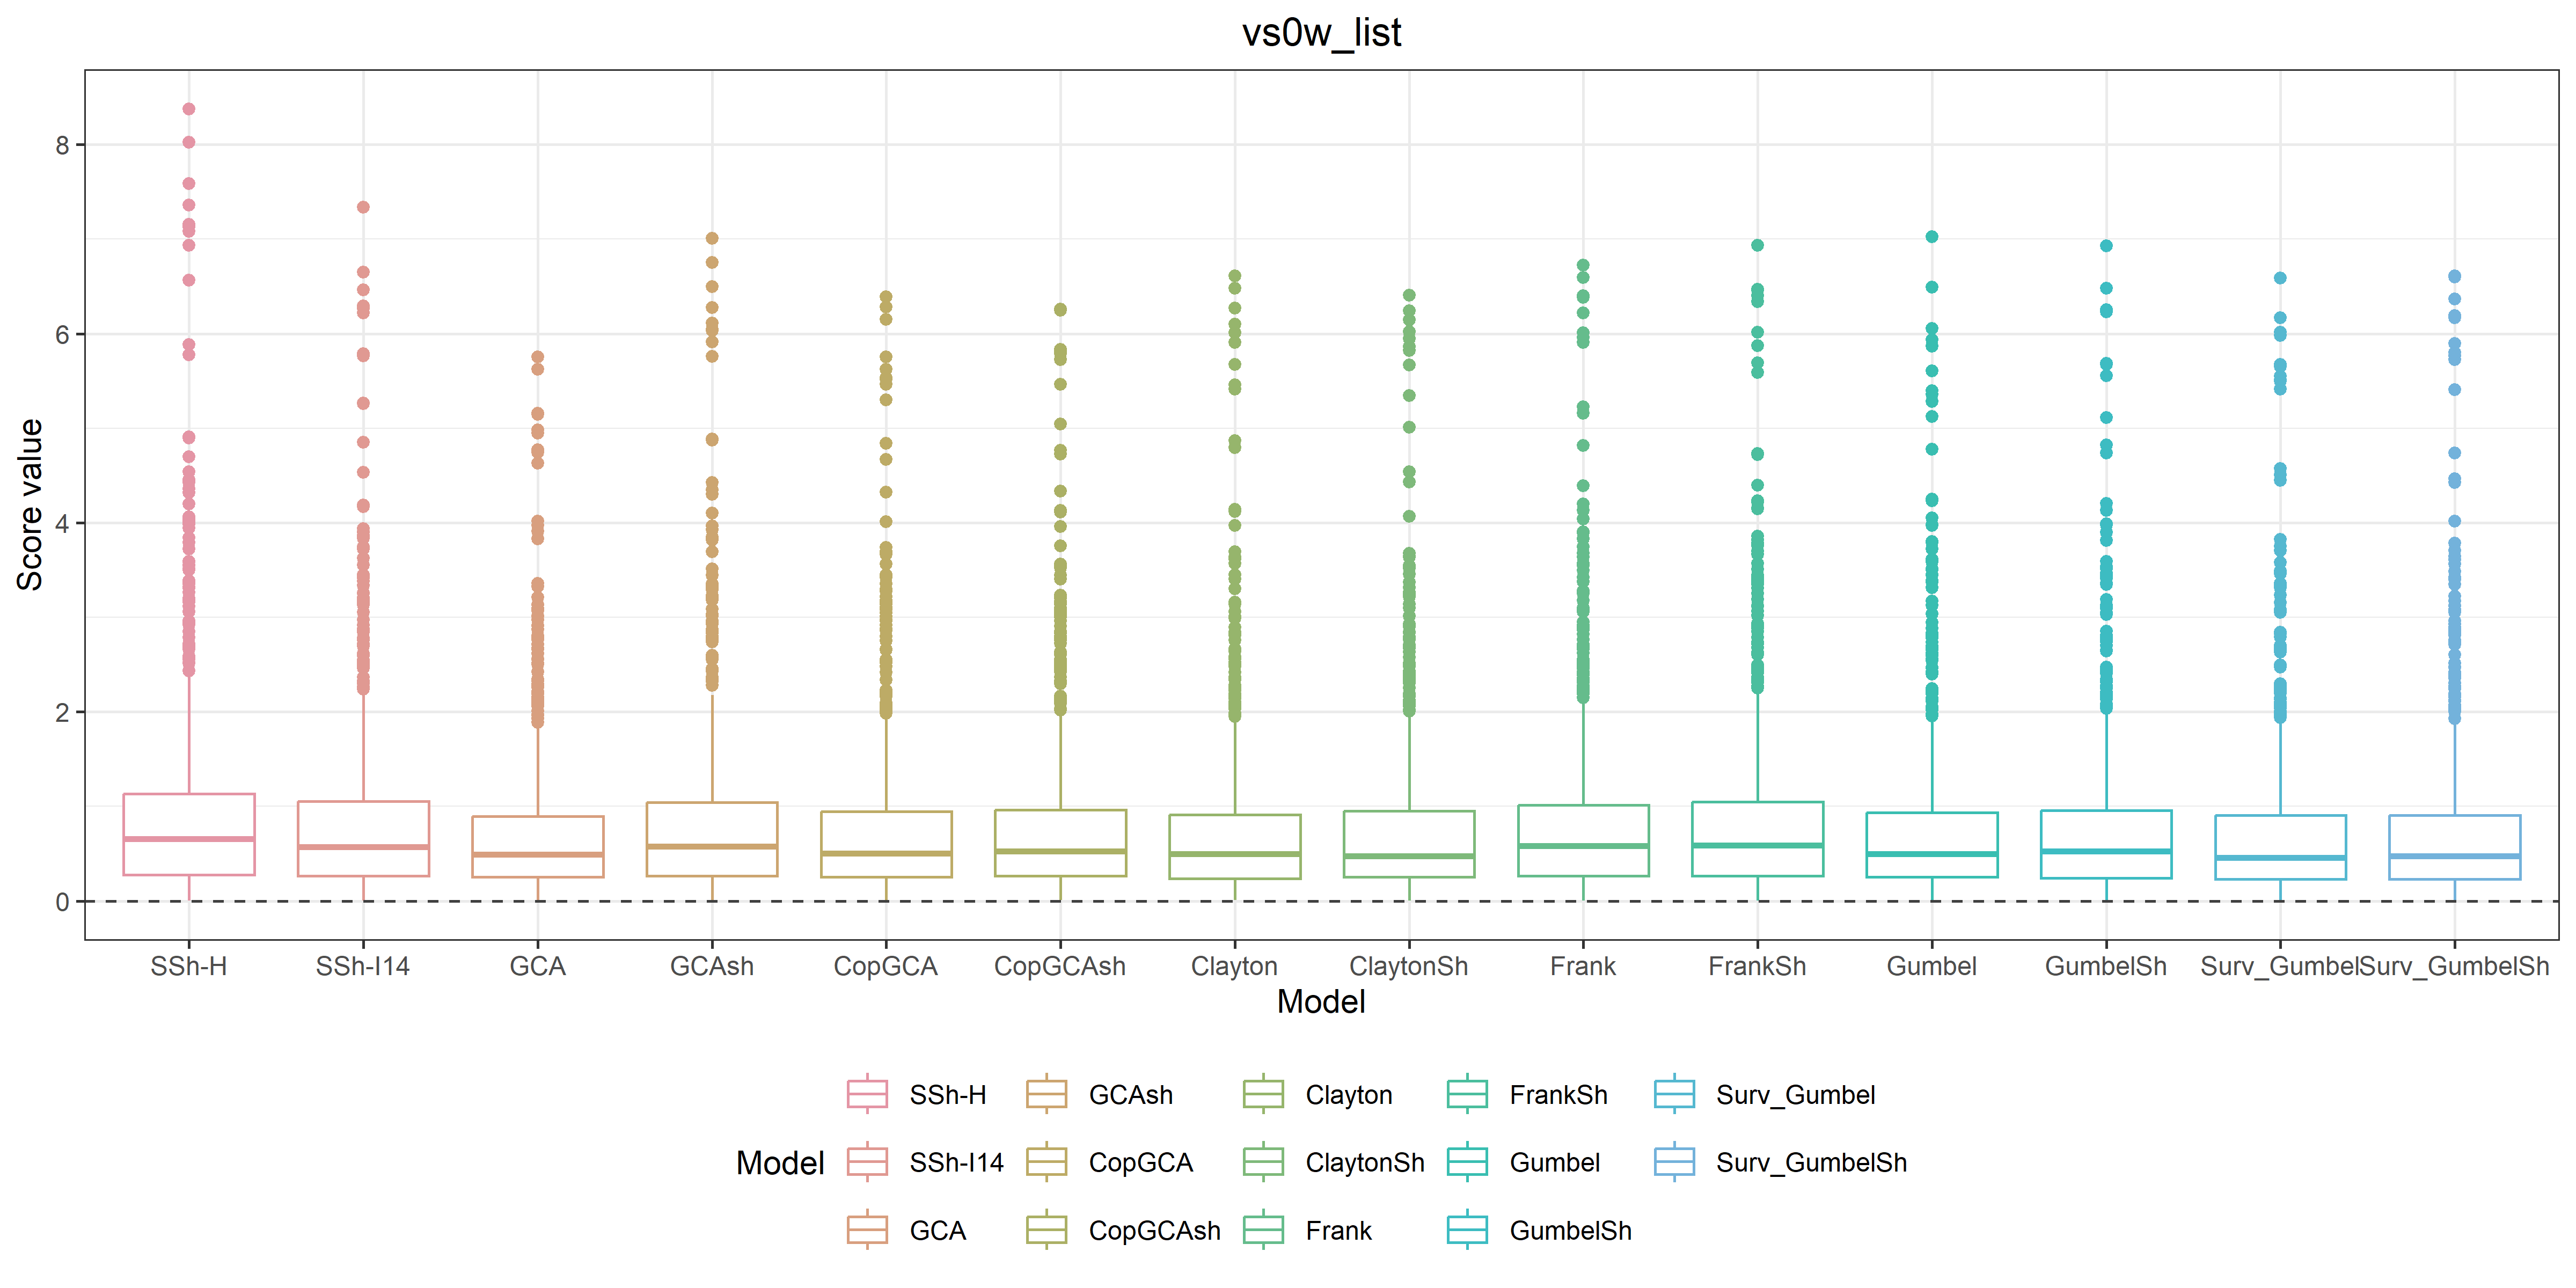 vs0w_list
Score value
8
6
4
2
0
SSh-H SSh-I14 GCA GCAsh CopGCA CopGCAsh Clayton ClaytonSh Frank FrankSh Gumbel GumbelSh Surv_Gumbel Surv_GumbelSh
Model
SSh-H GCAsh Clayton FrankSh Surv_Gumbel
Model SSh-I14 CopGCA ClaytonSh Gumbel Surv_GumbelSh
GCA CopGCAsh Frank GumbelSh